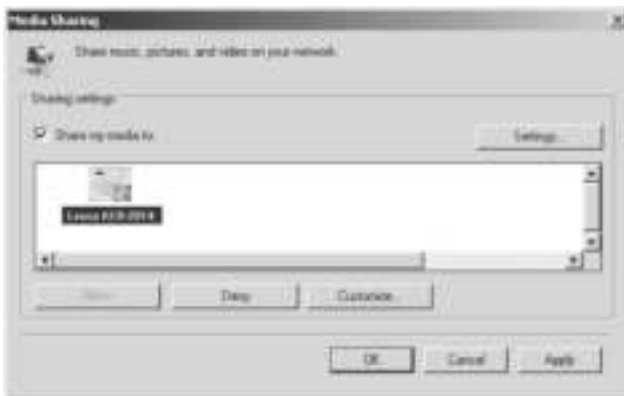 Media Sharing
Share music, pictures, and video on your network.
Sharing settings
Share my media to:
Settings...
Allow
Deny
Customize...
OK
Cancel
Apply